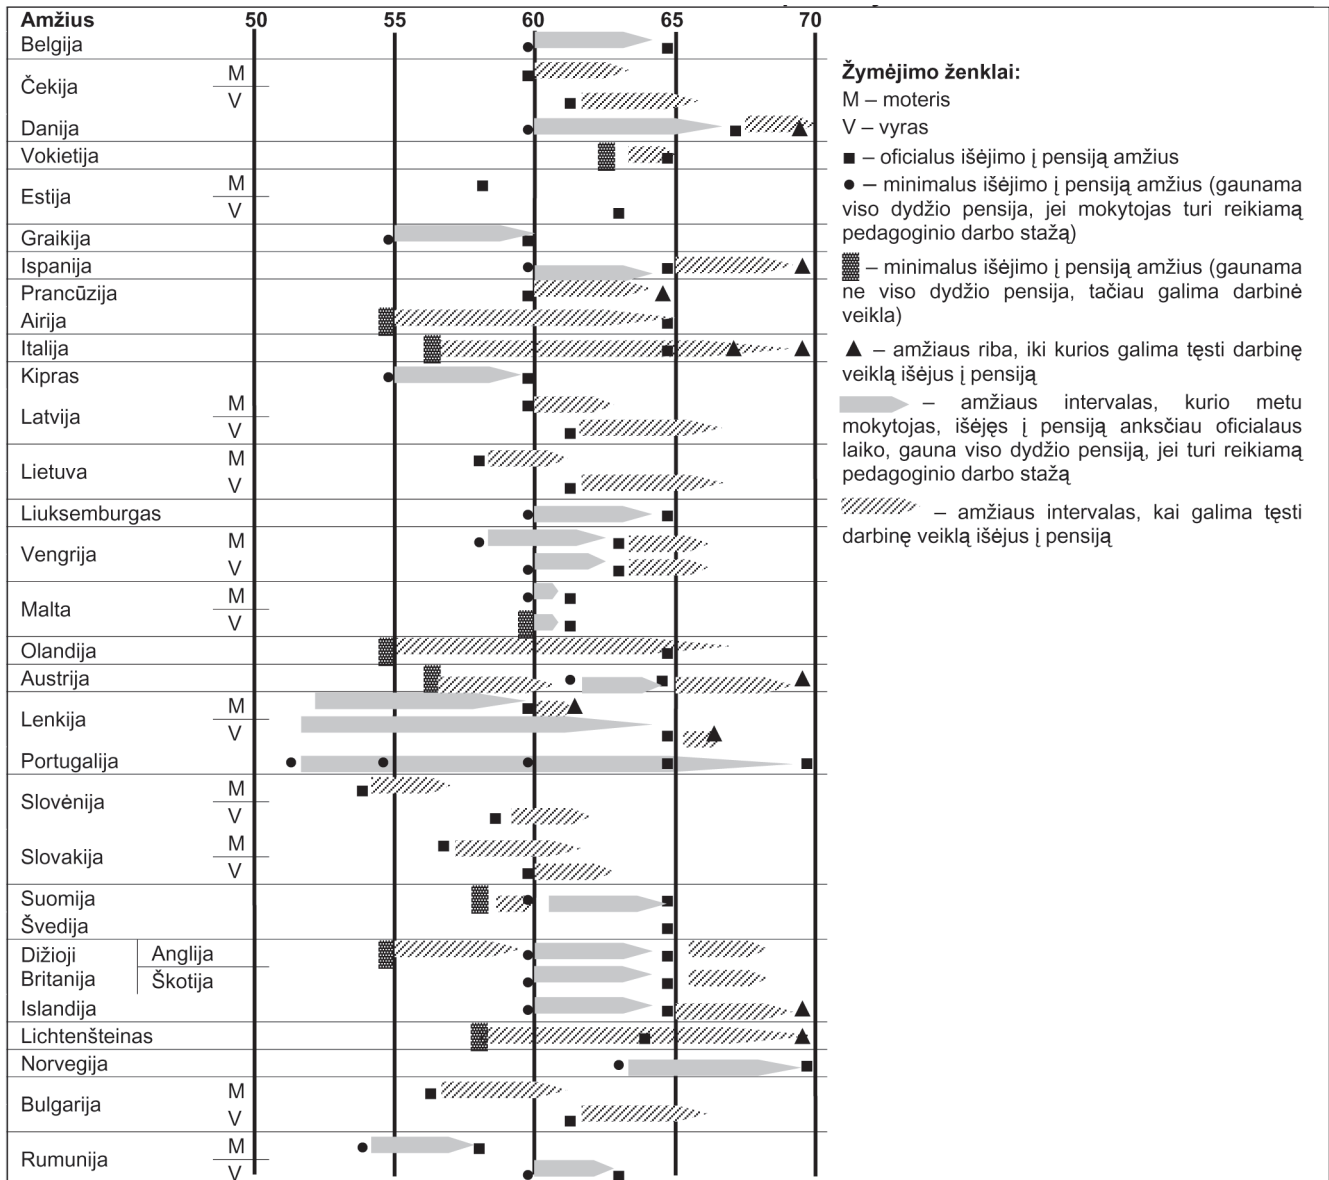 Amžius 50 55 60 65 70
Belgija
Čekija M
V
Danija
Vokietija
Estija M
V
Graikija
Ispanija
Prancūzija
Airija
Italija
Kipras
Latvija M
V
Lietuva M
V
Liuksemburgas
Vengrija M
V
Malta M
V
Olandija
Austrija
Lenkija M
V
Portugalija
Slovėnija M
V
Slovakija M
V
Suomija
Švedija
Dižioji Anglija
Britanija Škotija
Islandija
Lichtenšteinas
Norvegija
Bulgarija M
V
Rumunija M
V
Žymėjimo ženklai:
M – moteris
V – vyras
■ – oficialus išėjimo į pensiją amžius
● – minimalus išėjimo į pensiją amžius (gaunama
viso dydžio pensija, jei mokytojas turi reikiamą
pedagoginio darbo stažą)
– minimalus išėjimo į pensiją amžius (gaunama
ne viso dydžio pensija, tačiau galima darbinė
veikla)
▲ – amžiaus riba, iki kurios galima tęsti darbinę
veiklą išėjus į pensiją
– amžiaus intervalas, kurio metu
mokytojas, išėjęs į pensiją anksčiau oficialaus
laiko, gauna viso dydžio pensiją, jei turi reikiamą
pedagoginio darbo stažą
– amžiaus intervalas, kai galima tęsti
darbinę veiklą išėjus į pensiją